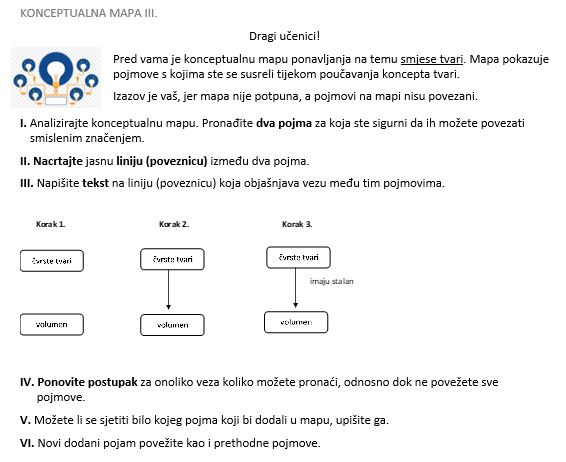 KONCEPTUALNA MAPA III.
Dragi učenici!
Pred vama je konceptualnu mapu ponavljanja na temu smjese tvari. Mapa pokazuje
pojmove s kojima ste se susreli tijekom poučavanja koncepta tvari.
Izazov je vaš, jer mapa nije potpuna, a pojmovi na mapi nisu povezani.
I. Analizirajte konceptualnu mapu. Pronađite dva pojma za koja ste sigurni da ih možete povezati
smislenim značenjem.
II. Nacrtajte jasnu liniju (poveznicu) između dva pojma.
III. Napišite tekst na liniju (poveznicu) koja objašnjava vezu među tim pojmovima.
Korak 1. Korak 2. Korak 3.
čvrste tvari čvrste tvari čvrste tvari
imaju stalan
volumen volumen volumen
IV. Ponovite postupak za onoliko veza koliko možete pronaći, odnosno dok ne povežete sve
pojmove.
V. Možete li se sjetiti bilo kojeg pojma koji bi dodali u mapu, upišite ga.
VI. Novi dodani pojam povežite kao i prethodne pojmove.